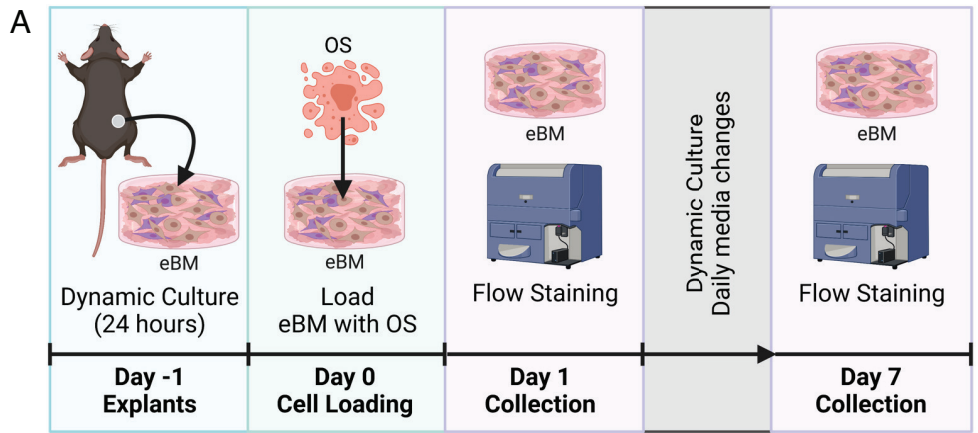 A
eBM
Dynamic Culture
(24 hours)
Day -1
Explants
OS
eBM
Load
eBM with OS
Day 0
Cell Loading
eBM
Flow Staining
Day 1
Collection
Dynamic Culture
Daily media changes
eBM
Flow Staining
Day 7
Collection